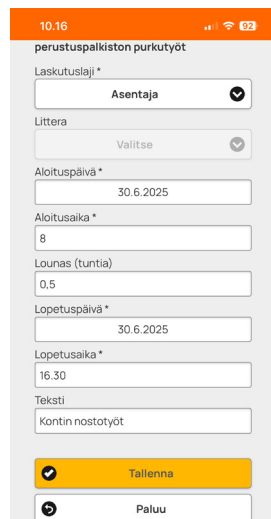 10.16
92
perustuspalkiston purkutyöt
Laskutuslaji *
Asentaja
Littera
Valitse
Aloituspäivä *
30.6.2025
Aloitusaika *
8
Lounas (tuntia)
0,5
Lopetuspäivä *
30.6.2025
Lopetusaika *
16.30
Teksti
Kontin nostotyöt
Tallenna
Paluu